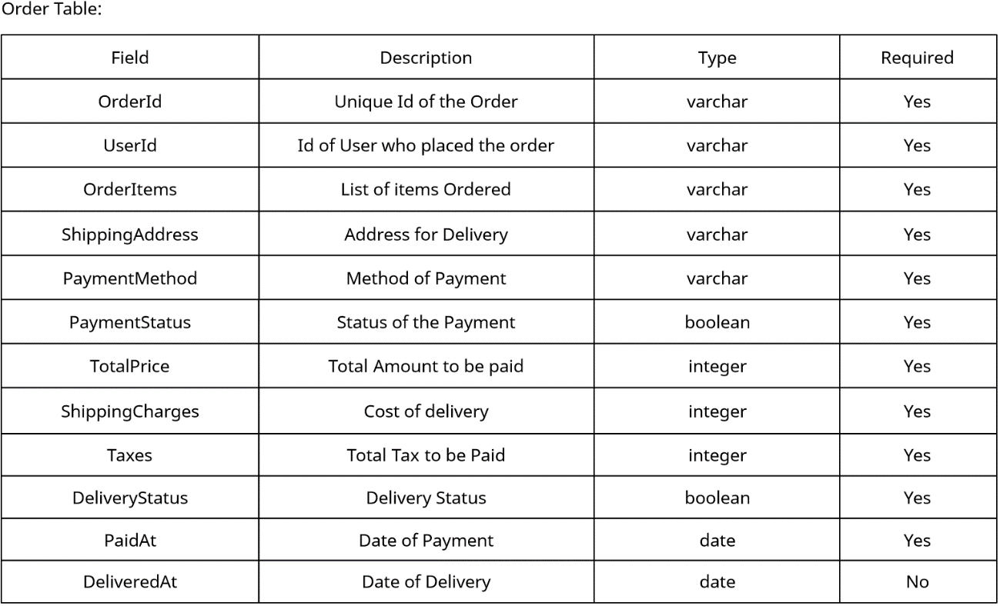 Order Table:
Field Description Type Required
OrderId Unique Id of the Order varchar Yes
UserId Id of User who placed the order varchar Yes
OrderItems List of items Ordered varchar Yes
ShippingAddress Address for Delivery varchar Yes
PaymentMethod Method of Payment varchar Yes
PaymentStatus Status of the Payment boolean Yes
TotalPrice Total Amount to be paid integer Yes
ShippingCharges Cost of delivery integer Yes
Taxes Total Tax to be Paid integer Yes
DeliveryStatus Delivery Status boolean Yes
PaidAt Date of Payment date Yes
DeliveredAt Date of Delivery date No